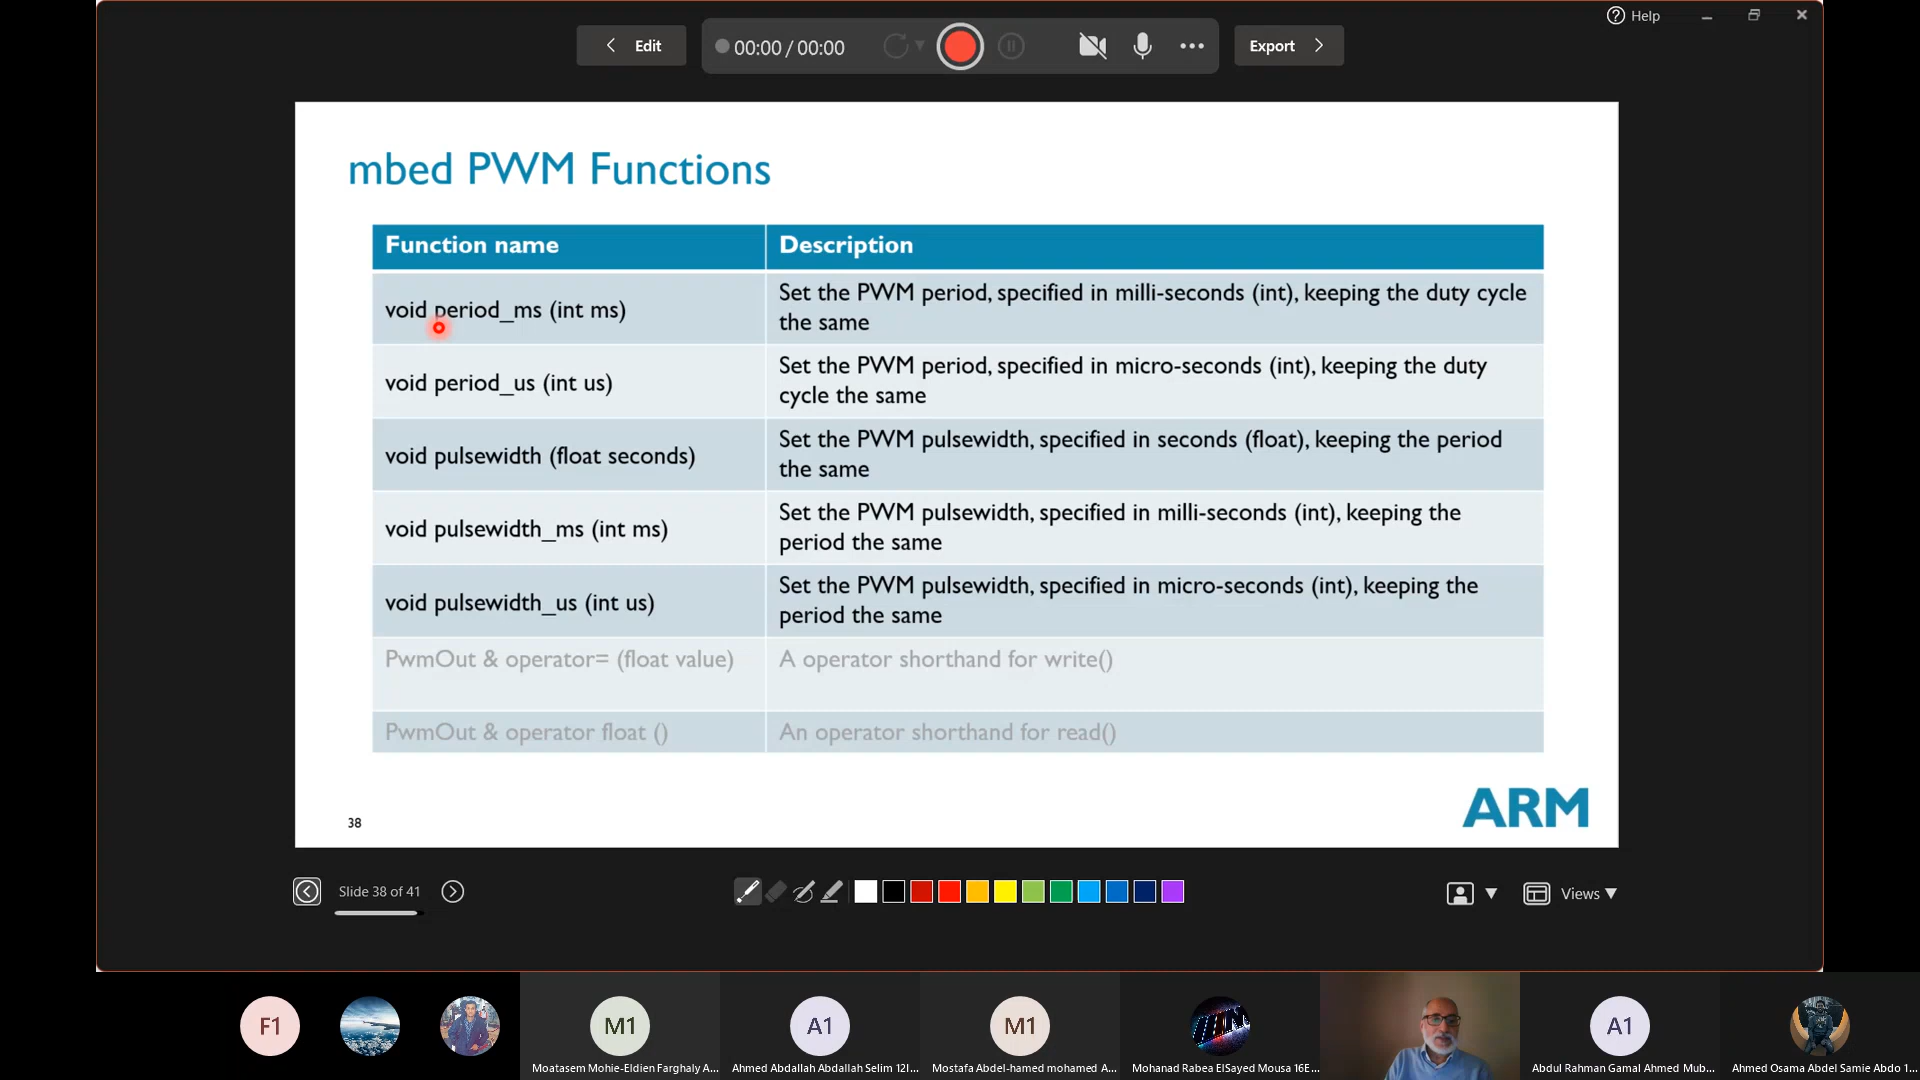 Help
Edit
00:00 / 00:00
Export
mbed PWM Functions
Function name
Description
void period_ms (int ms)
Set the PWM period, specified in milli-seconds (int), keeping the duty cycle
the same
void period_us (int us)
Set the PWM period, specified in micro-seconds (int), keeping the duty
cycle the same
void pulsewidth (float seconds)
Set the PWM pulsewidth, specified in seconds (float), keeping the period
the same
void pulsewidth_ms (int ms)
Set the PWM pulsewidth, specified in milli-seconds (int), keeping the
period the same
void pulsewidth_us (int us)
Set the PWM pulsewidth, specified in micro-seconds (int), keeping the
period the same
PwmOut & operator= (float value)
A operator shorthand for write()
PwmOut & operator float ()
An operator shorthand for read()
38
ARM
Slide 38 of 41
Views
F1
M1
A1
M1
A1
Moatasem Mohie-Eldien Farghaly A...
Ahmed Abdallah Abdallah Selim 12I...
Mostafa Abdel-hamed mohamed A...
Mohanad Rabea ElSayed Mousa 16E...
Abdul Rahman Gamal Ahmed Mub...
Ahmed Osama Abdel Samie Abdo 1...